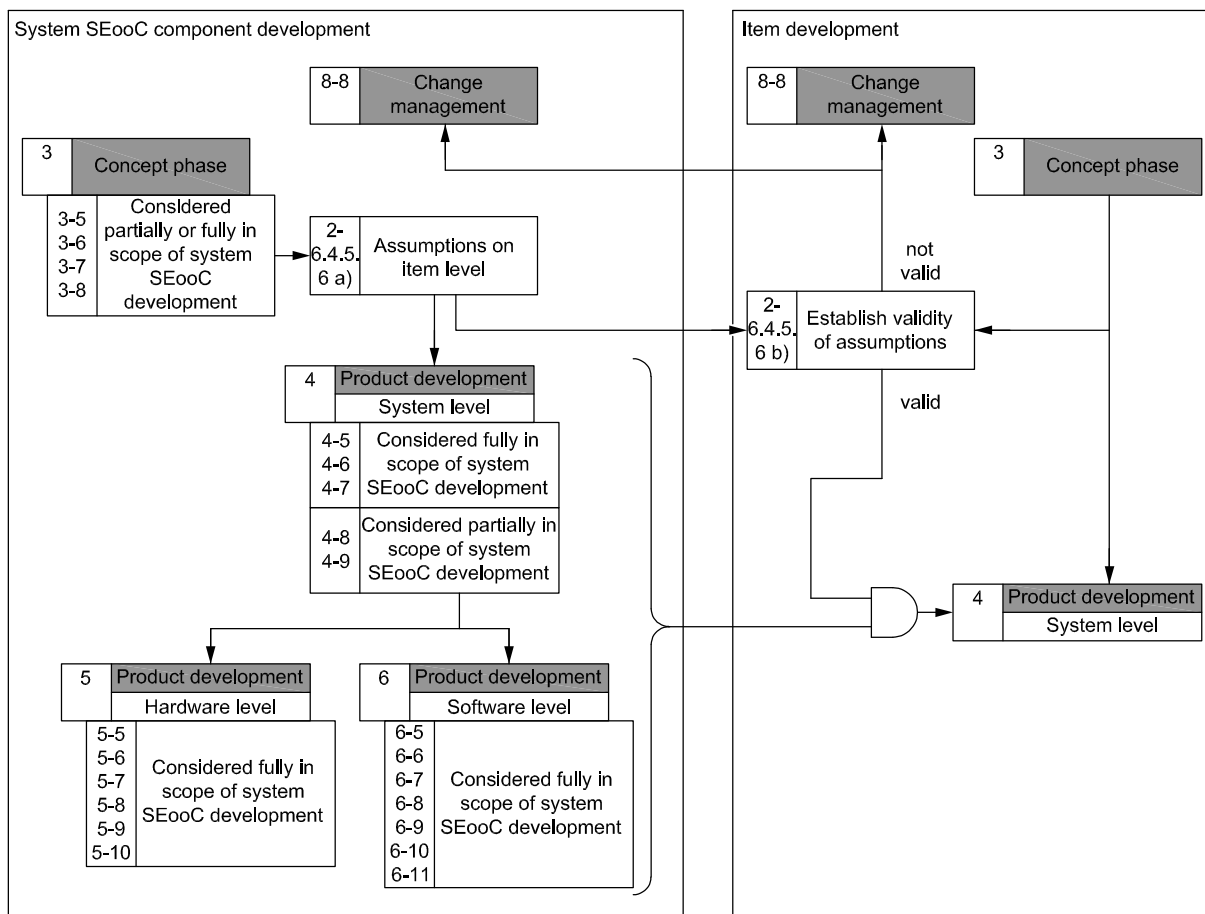 System SEooC component development
8-8
Change
management
3
Concept phase
3-5
3-6
3-7
3-8
Considered
partially or fully in
scope of system
SEooC
development
2-
6.4.5.
6 a)
Assumptions on
item level
4
Product development
System level
4-5
4-6
4-7
Considered fully in
scope of system
SEooC development
4-8
4-9
Considered partially in
scope of system
SEooC development
5
Product development
Hardware level
5-5
5-6
5-7
5-8
5-9
5-10
Considered fully in
scope of system
SEooC development
6
Product development
Software level
6-5
6-6
6-7
6-8
6-9
6-10
6-11
Considered fully in
scope of system
SEooC development
Item development
8-8
Change
management
3
Concept phase
not
valid
2-
6.4.5.
6 b)
Establish validity
of assumptions
valid
4
Product development
System level